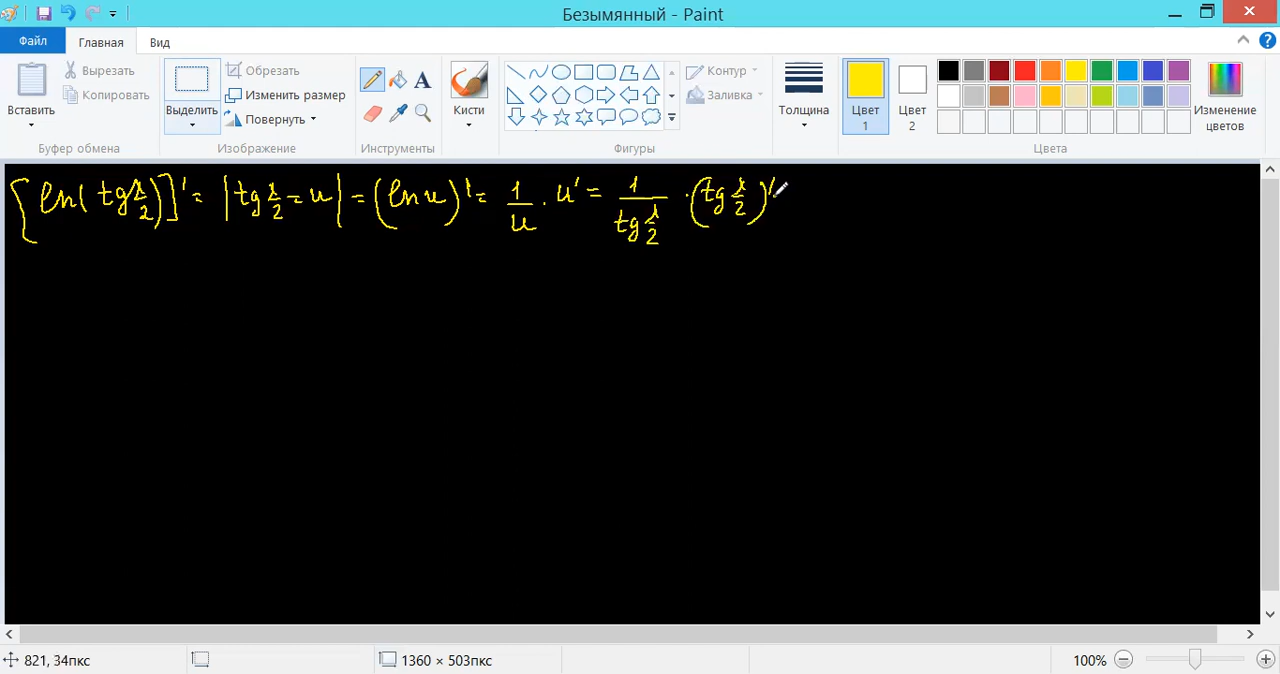 Безымянный - Paint
Файл
Главная
Вид
Вставить
Вырезать
Копировать
Буфер обмена
Выделить
Обрезать
Изменить размер
Повернуть
Изображение
A
Инструменты
Кисти
Контур
Заливка
Фигуры
Толщина
Цвет 1
Цвет 2
Изменение цветов
Цвета
[ln(tg x/2)]' = |tg x/2 = u| = (ln u)' = 1/u · u' = 1/(tg x/2) · (tg x/2)'
821, 34пкс
1360 × 503пкс
100%